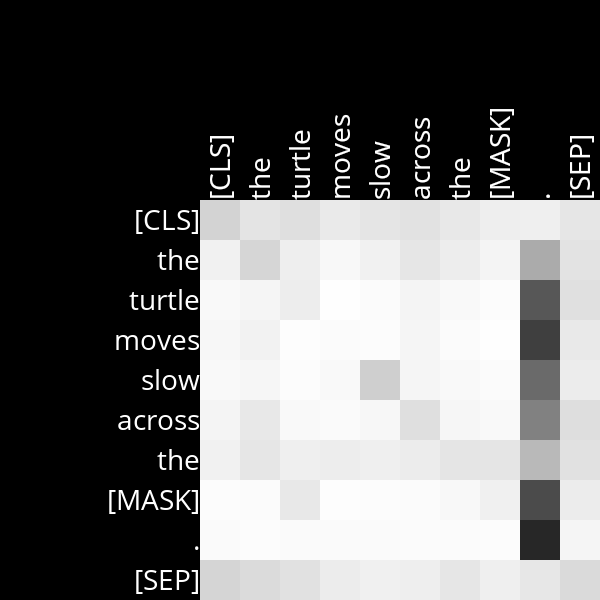 [CLS] the turtle moves slow across the [MASK] . [SEP]
[CLS]
the
turtle
moves
slow
across
the
[MASK]
.
[SEP]